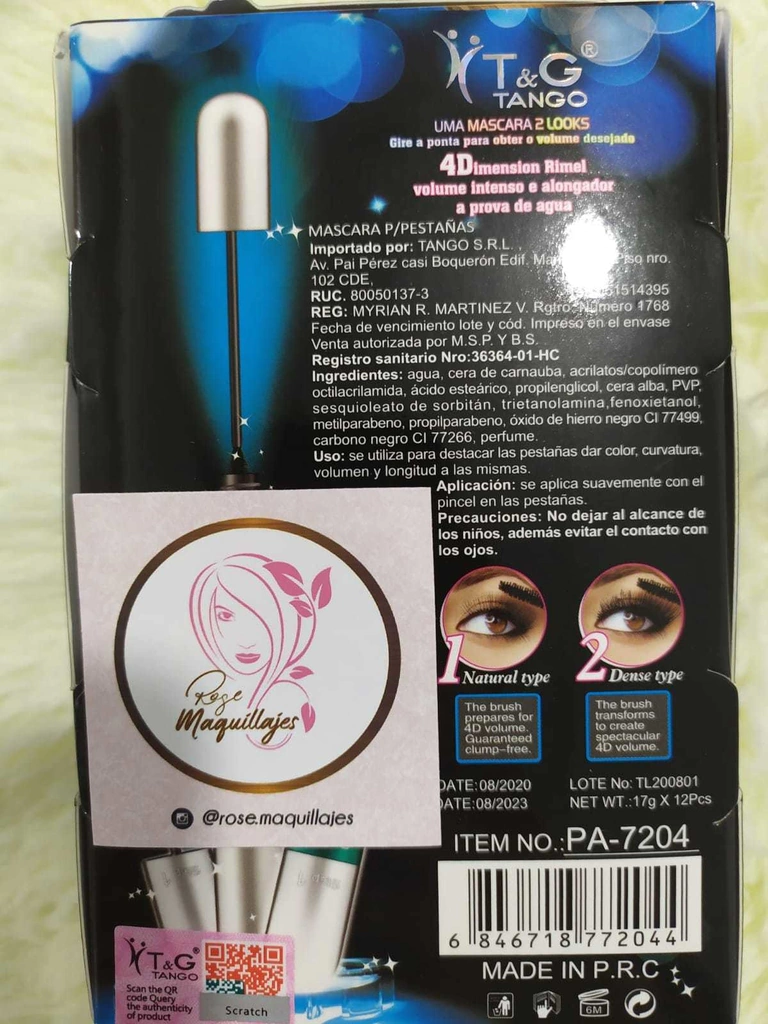 T&G®
TANGO
UMA MASCARA 2 LOOKS
Gire a ponta para obter o volume desejado
4Dimension Rimel
volume intenso e alongador
a prova de agua
MASCARA P/PESTAÑAS
Importado por: TANGO S.R.L.
Av. Pai Pérez casi Boquerón Edif. nro.
102 CDE,
RUC. 80050137-3 51514395
REG: MYRIAN R. MARTINEZ V. Rgtro. Número 1768
Fecha de vencimiento lote y cód. Impreso en el envase
Venta autorizada por M.S.P. Y B.S.
Registro sanitario Nro:36364-01-HC
Ingredientes: agua, cera de carnauba, acrilatos/copolímero
octilacrilamida, ácido esteárico, propilenglicol, cera alba, PVP,
sesquioleato de sorbitán, trietanolamina,fenoxietanol,
metilparabeno, propilparabeno, óxido de hierro negro CI 77499,
carbono negro CI 77266, perfume.
Uso: se utiliza para destacar las pestañas dar color, curvatura,
volumen y longitud a las mismas.
Aplicación: se aplica suavemente con el
pincel en las pestañas.
Precauciones: No dejar al alcance de
los niños, además evitar el contacto con
los ojos.
1 Natural type
2 Dense type
The brush
prepares for
4D volume.
Guaranteed
clump-free.
The brush
transforms
to create
spectacular
4D volume.
Rose
Maquillajes
@rose.maquillajes
DATE:08/2020 LOTE No: TL200801
DATE:08/2023 NET WT.:17g X 12Pcs
ITEM NO.:PA-7204
6 846718 772044
MADE IN P.R.C
T&G®
TANGO
Scan the QR
code Query
the authenticity
of product
Scratch
6M